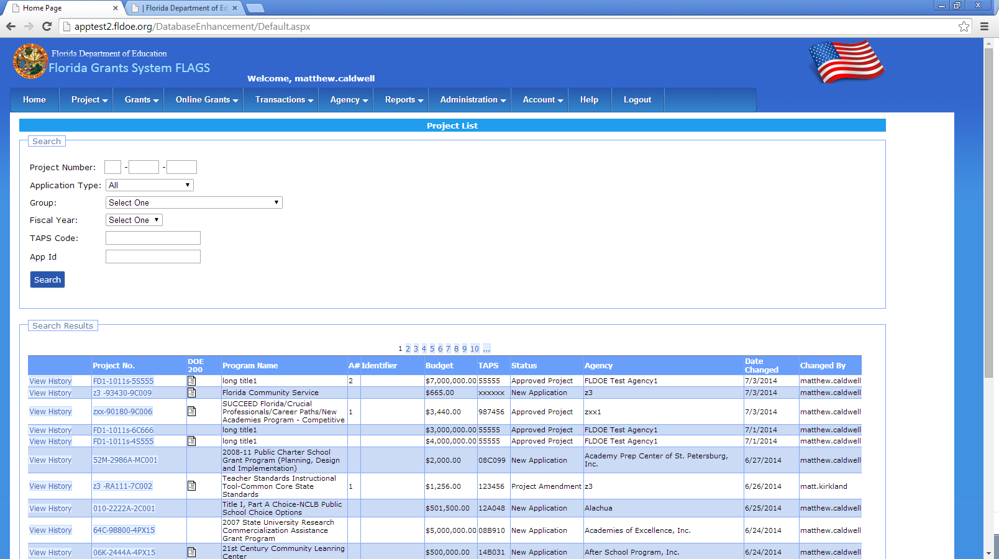 Home Page
| Florida Department of Ed
apptest2.fldoe.org/DatabaseEnhancement/Default.aspx
Florida Department of Education
Florida Grants System FLAGS
Welcome, matthew.caldwell
Home Project Grants Online Grants Transactions Agency Reports Administration Account Help Logout
Project List
Search
Project Number: - -
Application Type: All
Group: Select One
Fiscal Year: Select One
TAPS Code:
App Id
Search
Search Results
1 2 3 4 5 6 7 8 9 10 ...
Project No. DOE 200 Program Name A# Identifier Budget TAPS Status Agency Date Changed Changed By
View History FD1-1011s-5S555 long title1 2 $7,000,000.00 55555 Approved Project FLDOE Test Agency1 7/3/2014 matthew.caldwell
View History z3 -93430-9C009 Florida Community Service $665.00 xxxxxx New Application z3 7/3/2014 matthew.caldwell
View History zxx-90180-9C006 SUCCEED Florida/Crucial Professionals/Career Paths/New Academies Program - Competitive 1 $3,440.00 987456 Approved Project zxx1 7/3/2014 matthew.caldwell
View History FD1-1011s-6C666 long title1 $3,000,000.00 55555 Approved Project FLDOE Test Agency1 7/1/2014 matthew.caldwell
View History FD1-1011s-4S555 long title1 $4,000,000.00 55555 Approved Project FLDOE Test Agency1 7/1/2014 matthew.caldwell
View History 52M-2986A-MC001 2008-11 Public Charter School Grant Program (Planning, Design and Implementation) $2,000.00 08C099 New Application Academy Prep Center of St. Petersburg, Inc. 6/27/2014 matthew.caldwell
View History z3 -RA111-7C002 Teacher Standards Instructional Tool-Common Core State Standards 1 $1,256.00 123456 Project Amendment z3 6/26/2014 matt.kirkland
View History 010-2222A-2C001 Title I, Part A Choice-NCLB Public School Choice Options $501,500.00 12A048 New Application Alachua 6/25/2014 matthew.caldwell
View History 64C-98800-4PX15 2007 State University Research Commercialization Assistance Grant Program $5,000,000.00 08B910 New Application Academies of Excellence, Inc. 6/24/2014 matthew.caldwell
View History 06K-2444A-4PX15 21st Century Community Leanring Center $500,000.00 14B031 New Application After School Program, Inc. 6/24/2014 matthew.caldwell